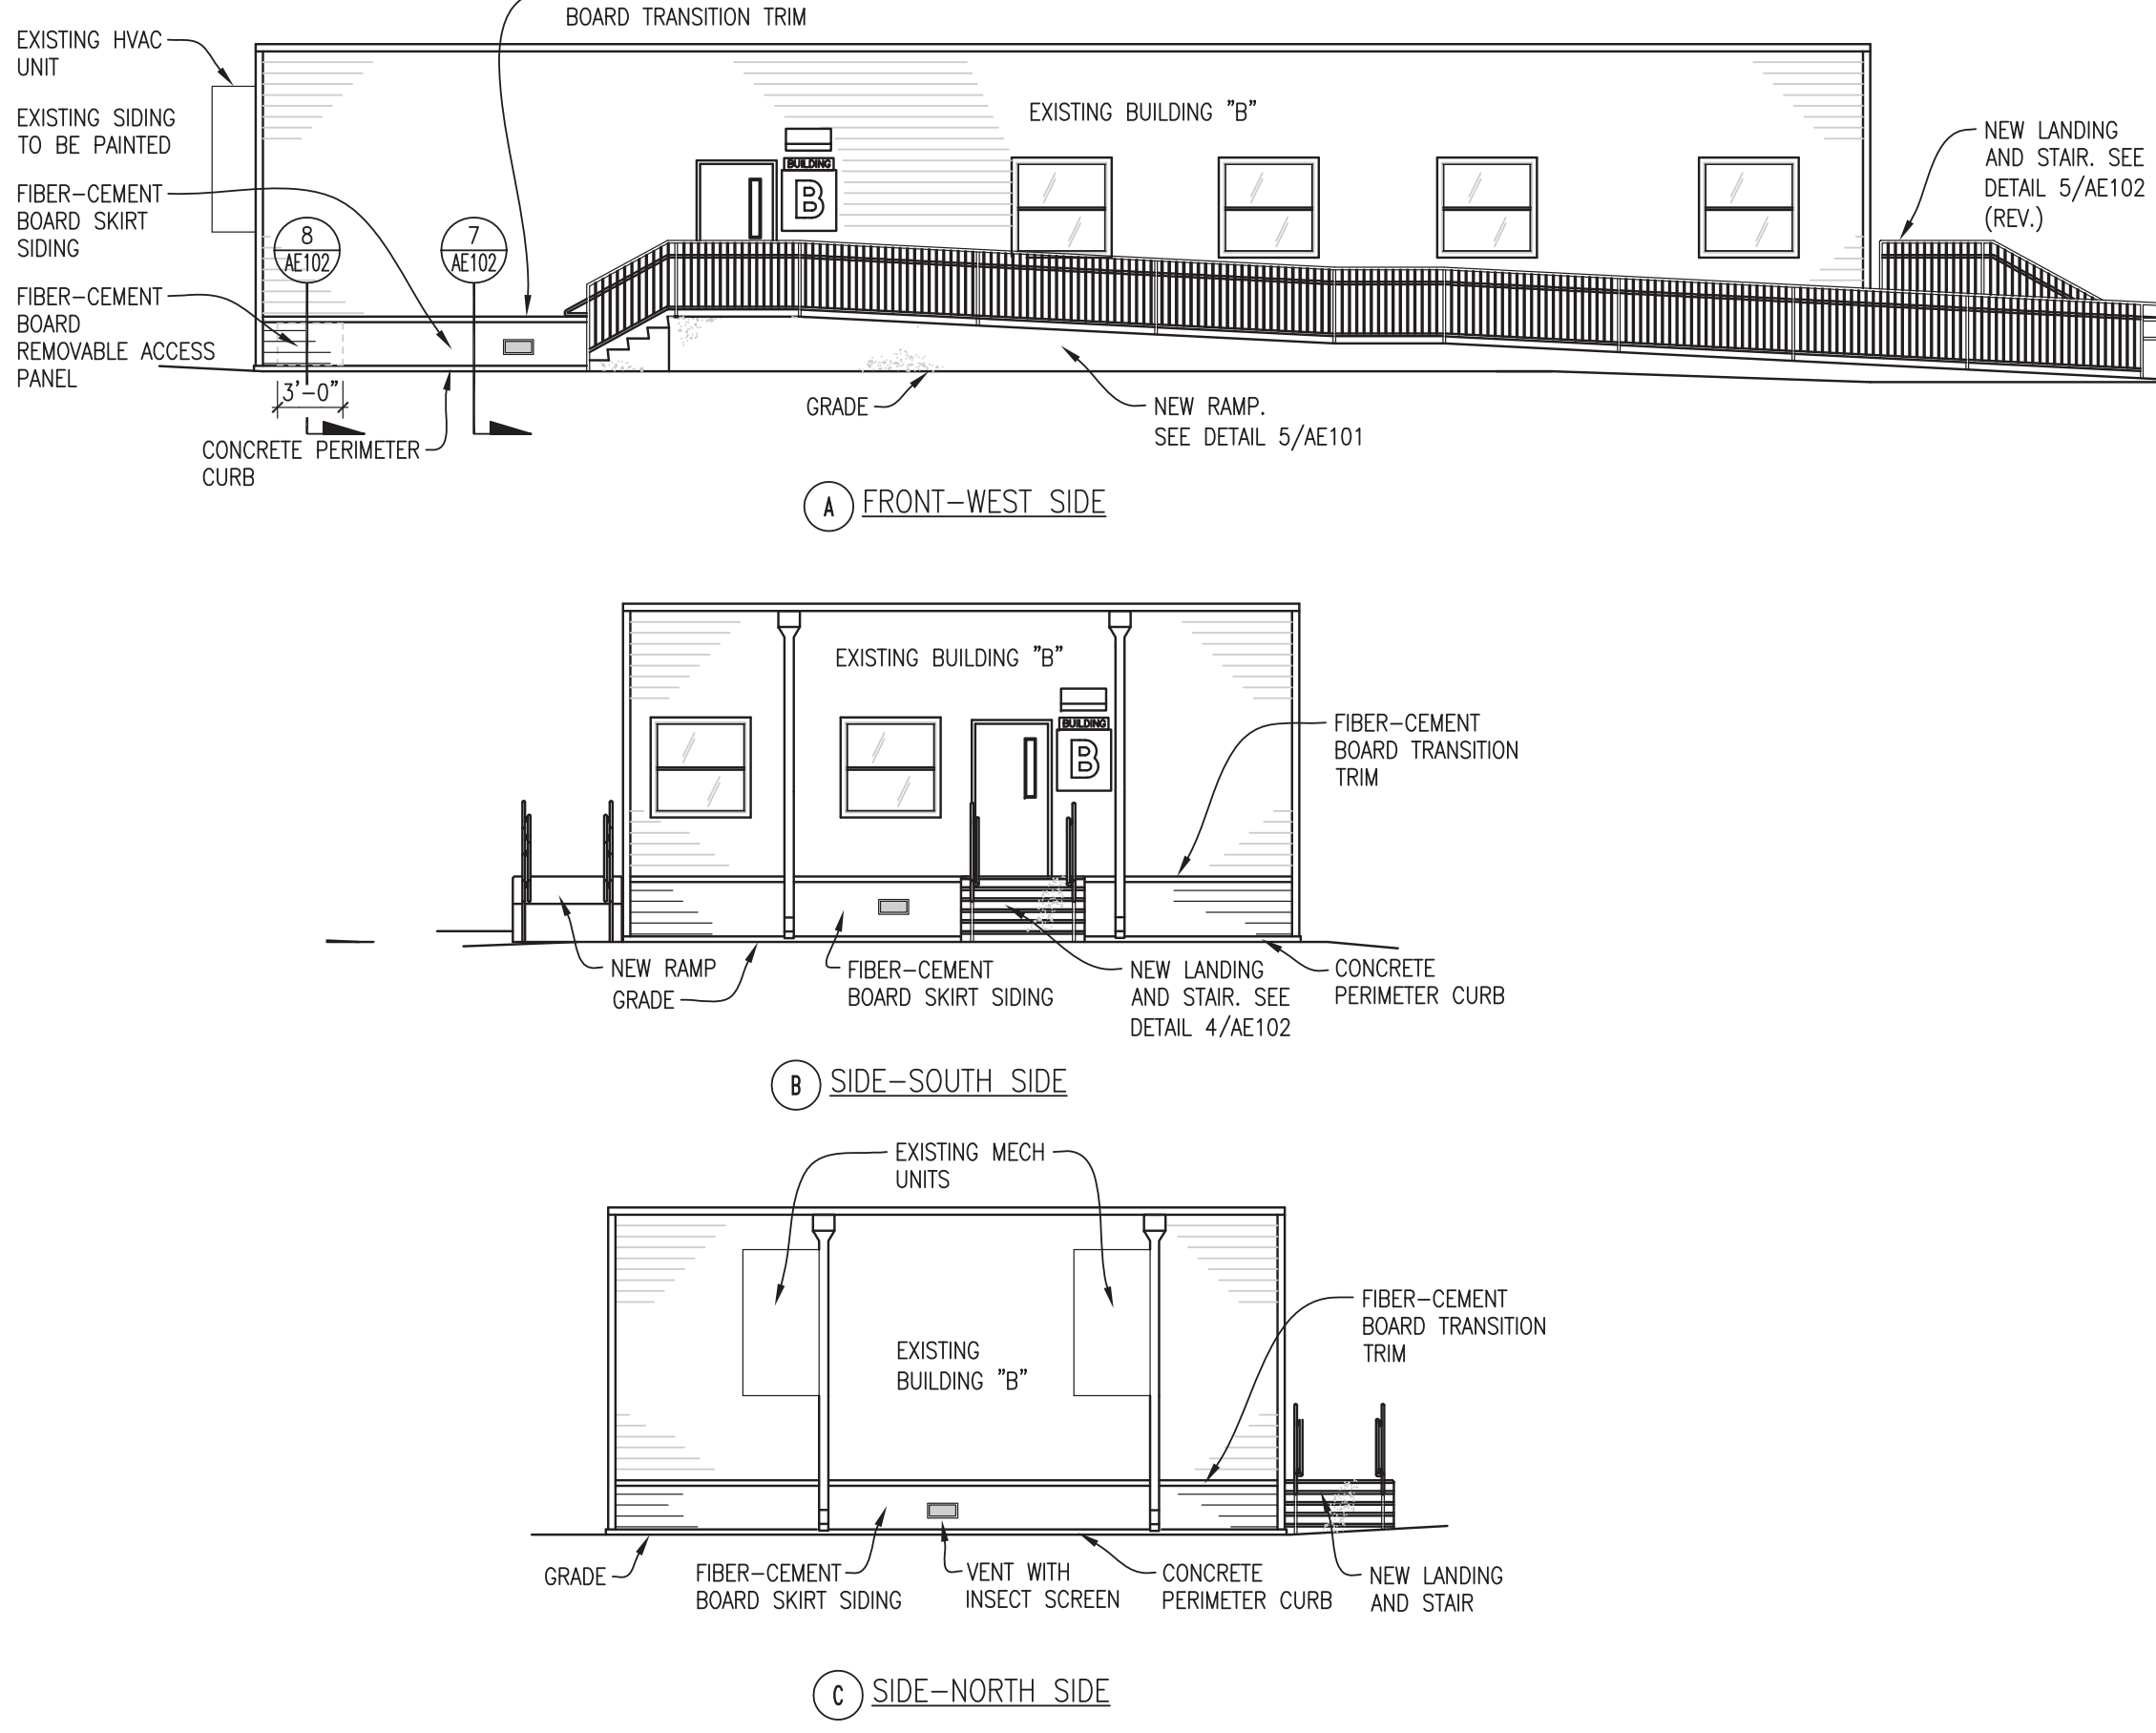 BOARD TRANSITION TRIM
EXISTING HVAC
UNIT
EXISTING SIDING
TO BE PAINTED
FIBER-CEMENT
BOARD SKIRT
SIDING
FIBER-CEMENT
BOARD
REMOVABLE ACCESS
PANEL
8
AE102
7
AE102
3'-0"
CONCRETE PERIMETER
CURB
BUILDING
B
EXISTING BUILDING "B"
NEW LANDING
AND STAIR. SEE
DETAIL 5/AE102
(REV.)
GRADE
NEW RAMP.
SEE DETAIL 5/AE101
A FRONT-WEST SIDE
EXISTING BUILDING "B"
BUILDING
B
FIBER-CEMENT
BOARD TRANSITION
TRIM
NEW RAMP
GRADE
FIBER-CEMENT
BOARD SKIRT SIDING
NEW LANDING
AND STAIR. SEE
DETAIL 4/AE102
CONCRETE
PERIMETER CURB
B SIDE-SOUTH SIDE
EXISTING MECH
UNITS
EXISTING
BUILDING "B"
FIBER-CEMENT
BOARD TRANSITION
TRIM
GRADE
FIBER-CEMENT
BOARD SKIRT SIDING
VENT WITH
INSECT SCREEN
CONCRETE
PERIMETER CURB
NEW LANDING
AND STAIR
C SIDE-NORTH SIDE